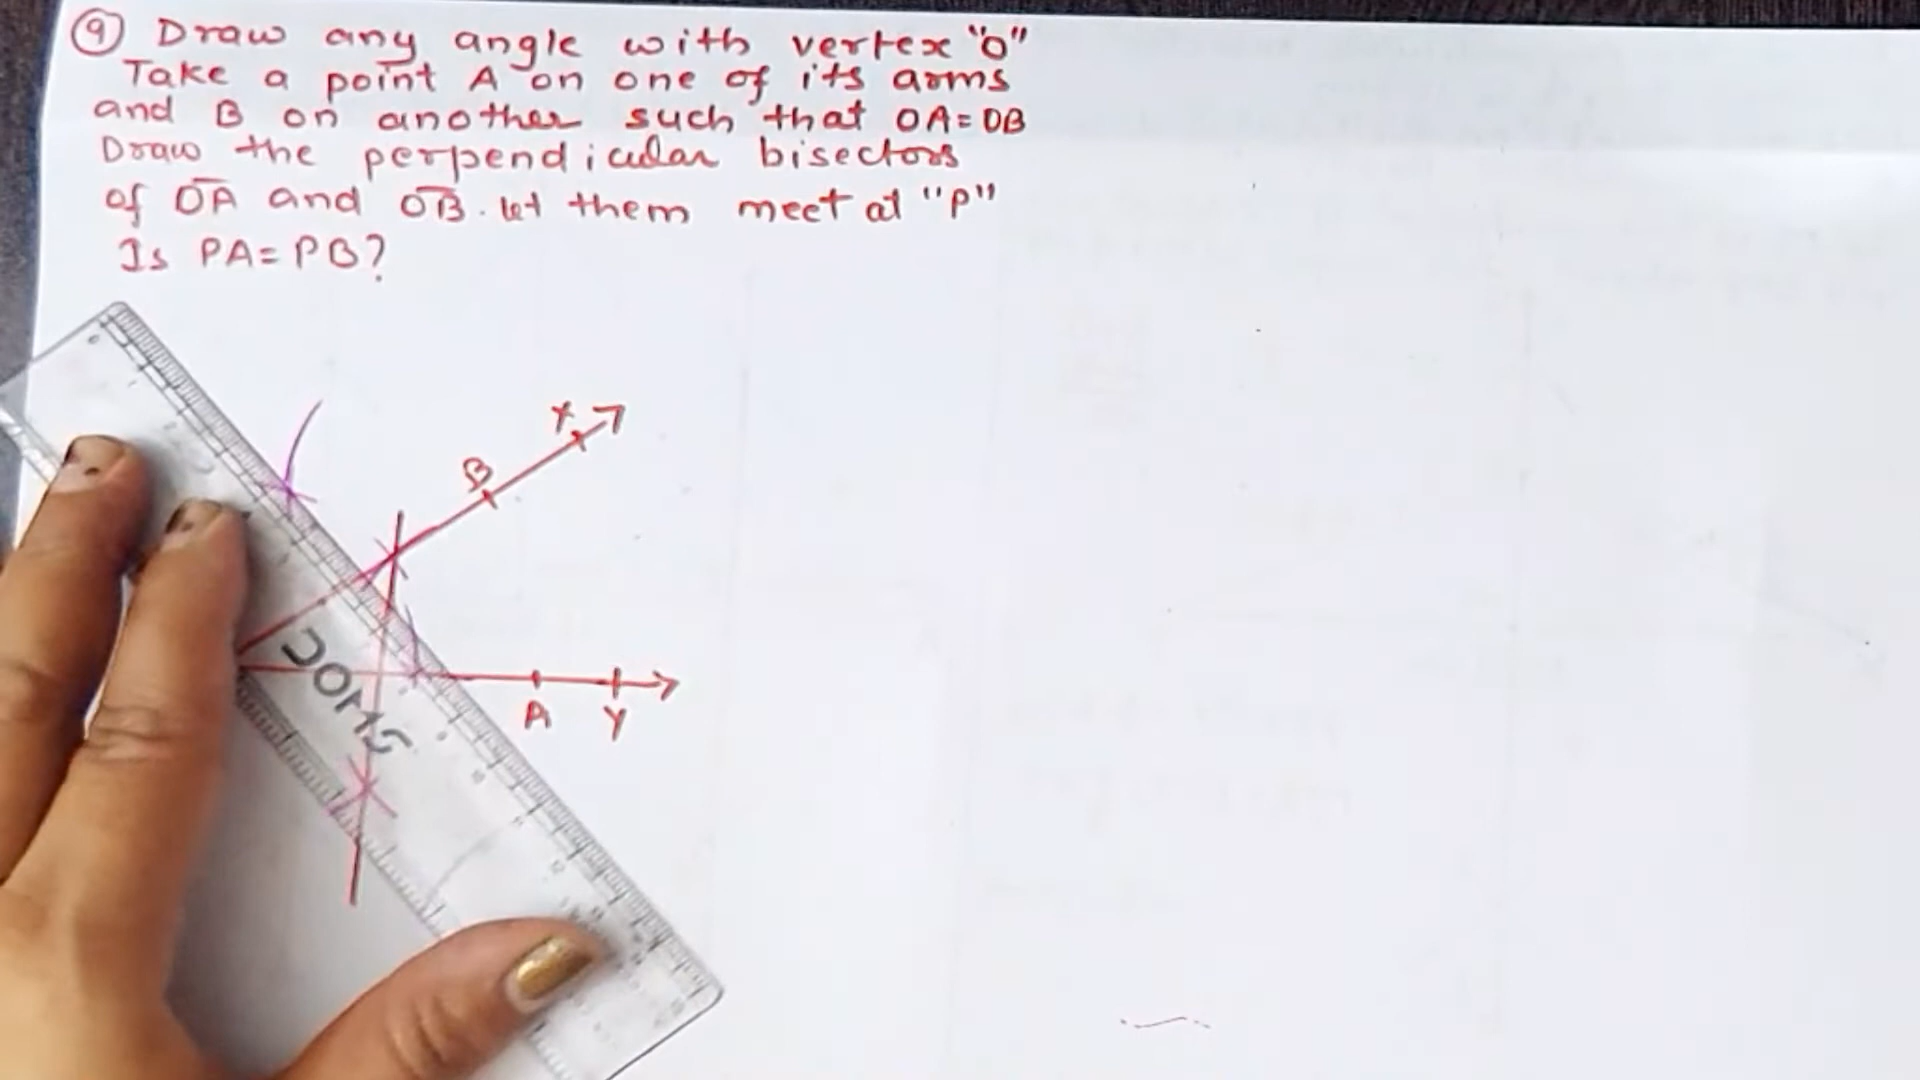 9 Draw any angle with vertex "O"
Take a point A on one of its arms
and B on another such that OA=OB
Draw the perpendicular bisectors
of OA and OB. let them meet at "P"
Is PA=PB?
X
B
DOMS
A
Y